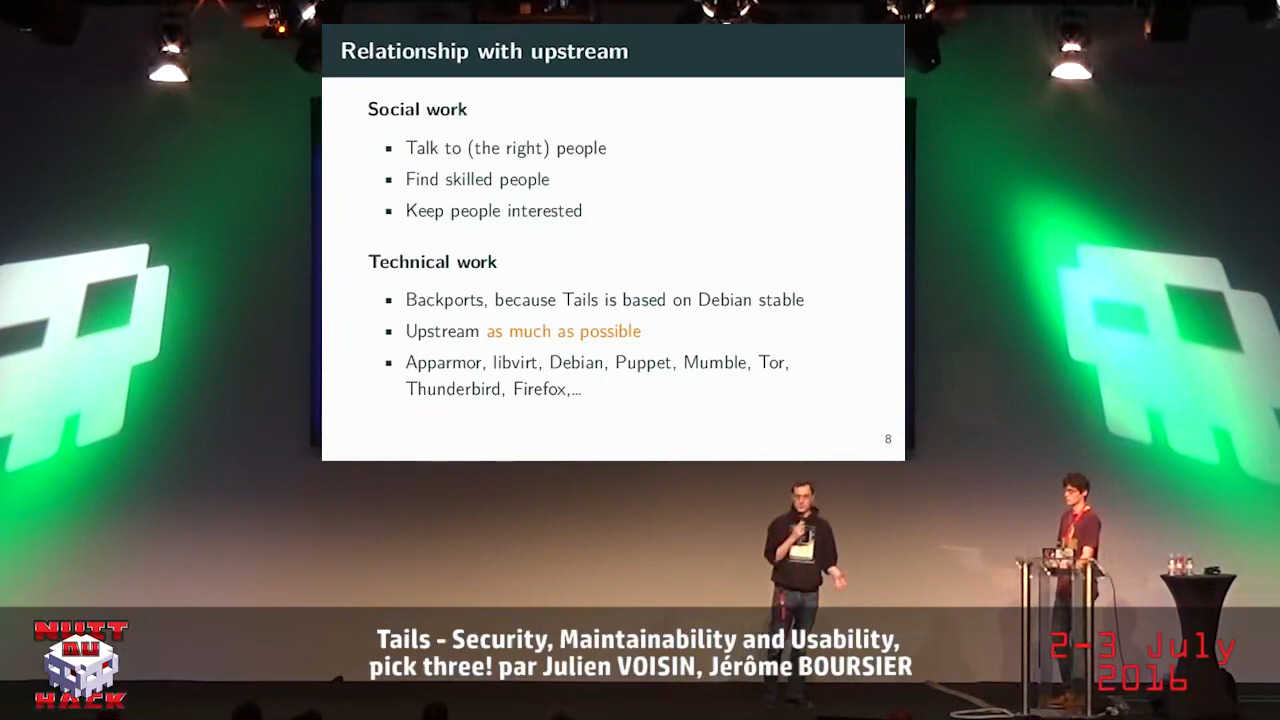 Relationship with upstream
Social work
Talk to (the right) people
Find skilled people
Keep people interested
Technical work
Backports, because Tails is based on Debian stable
Upstream as much as possible
Apparmor, libvirt, Debian, Puppet, Mumble, Tor,
Thunderbird, Firefox,…
8
NUIT
DU
HACK
Tails - Security, Maintainability and Usability,
pick three! par Julien VOISIN, Jérôme BOURSIER
2-3 July
2016